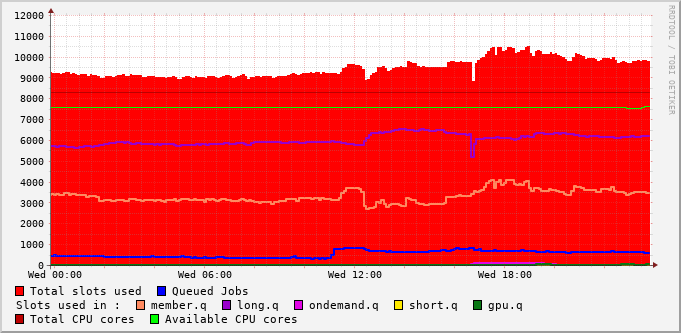 12000
11000
10000
9000
8000
7000
6000
5000
4000
3000
2000
1000
0
Wed 00:00 Wed 06:00 Wed 12:00 Wed 18:00
Total slots used Queued Jobs
Slots used in : member.q long.q ondemand.q short.q gpu.q
Total CPU cores Available CPU cores
RRDTOOL / TOBI OETIKER